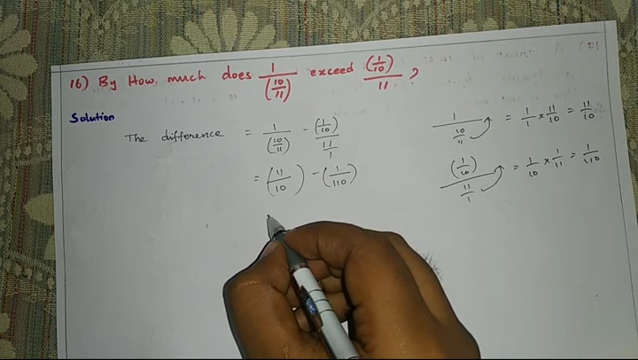 16) By How much does 1/(10/11) exceed (1/10)/11 ?
Solution
The difference = 1/(10/11) - (1/10)/(11/1)
= (11/10) - (1/110)
1/(10/11) = 1/1 × 11/10 = 11/10
(1/10)/(11/1) = 1/10 × 1/11 = 1/110